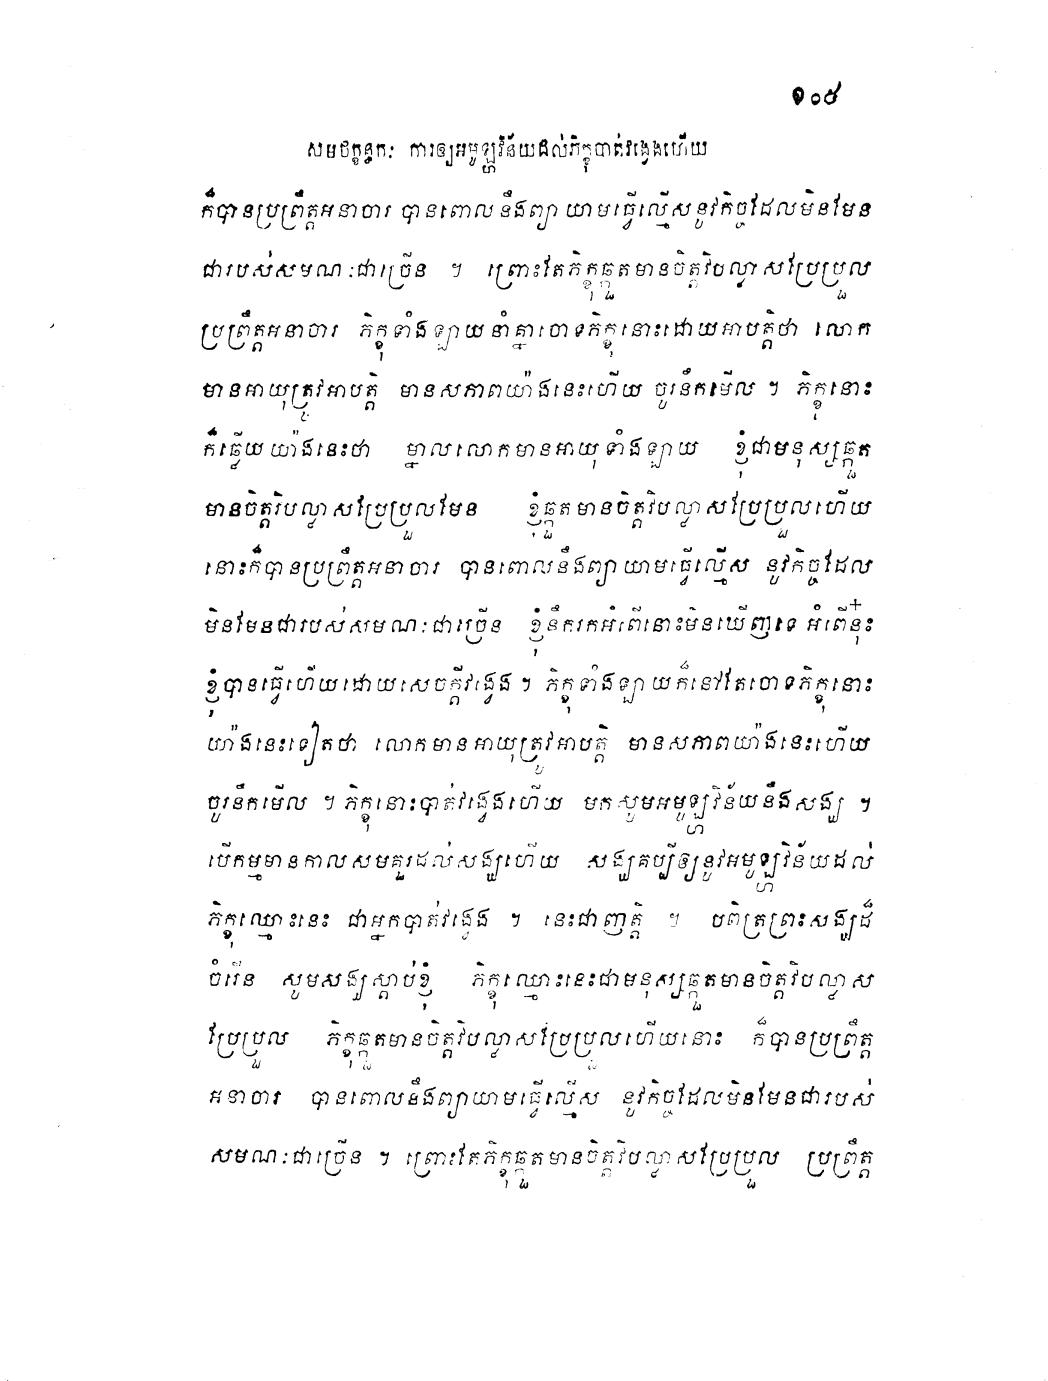 ១០៥
សមថក្ខន្ធកៈ ការឲ្យអមូឡ្ហវិន័យដល់ភិក្ខុបាត់វង្វេងហើយ
ក៏បានប្រព្រឹត្តអនាចារ បានពោលនឹងព្យាយាមធ្វើល្មើសនូវកិច្ចដែលមិនមែន
ជារបស់សមណៈជាច្រើន ។ ព្រោះតែភិក្ខុឆ្កួតមានចិត្តវិបល្លាសប្រែប្រួល
ប្រព្រឹត្តអនាចារ ភិក្ខុទាំងឡាយនាំគ្នាចោទភិក្ខុនោះដោយអាបត្តិថា លោក
មានអាយុត្រូវអាបត្តិ មានសភាពយ៉ាងនេះហើយ ចូរនឹកមើល ។ ភិក្ខុនោះ
ក៏ឆ្លើយយ៉ាងនេះថា ម្នាលលោកមានអាយុទាំងឡាយ ខ្ញុំជាមនុស្សឆ្កួត
មានចិត្តវិបល្លាសប្រែប្រួលមែន ខ្ញុំឆ្កួតមានចិត្តវិបល្លាសប្រែប្រួលហើយ
នោះក៏បានប្រព្រឹត្តអនាចារ បានពោលនឹងព្យាយាមធ្វើល្មើស នូវកិច្ចដែល
មិនមែនជារបស់សមណៈជាច្រើន ខ្ញុំនឹករកអំពើនោះមិនឃើញទេ អំពើនុ៎ះ
ខ្ញុំបានធ្វើហើយដោយសេចក្តីវង្វេង ។ ភិក្ខុទាំងឡាយក៏នៅតែចោទភិក្ខុនោះ
យ៉ាងនេះទៀតថា លោកមានអាយុត្រូវអាបត្តិ មានសភាពយ៉ាងនេះហើយ
ចូរនឹកមើល ។ ភិក្ខុនោះបាត់វង្វេងហើយ មកសូមអមូឡ្ហវិន័យនឹងសង្ឃ ។
បើកម្មមានកាលសមគួរដល់សង្ឃហើយ សង្ឃគប្បីឲ្យនូវអមូឡ្ហវិន័យដល់
ភិក្ខុឈ្មោះនេះ ជាអ្នកបាត់វង្វេង ។ នេះជាញត្តិ ។ បពិត្រព្រះសង្ឃដ៏
ចំរើន សូមសង្ឃស្តាប់ខ្ញុំ ភិក្ខុឈ្មោះនេះជាមនុស្សឆ្កួតមានចិត្តវិបល្លាស
ប្រែប្រួល ភិក្ខុឆ្កួតមានចិត្តវិបល្លាសប្រែប្រួលហើយនោះ ក៏បានប្រព្រឹត្ត
អនាចារ បានពោលនឹងព្យាយាមធ្វើល្មើស នូវកិច្ចដែលមិនមែនជារបស់
សមណៈជាច្រើន ។ ព្រោះតែភិក្ខុឆ្កួតមានចិត្តវិបល្លាសប្រែប្រួល ប្រព្រឹត្ត